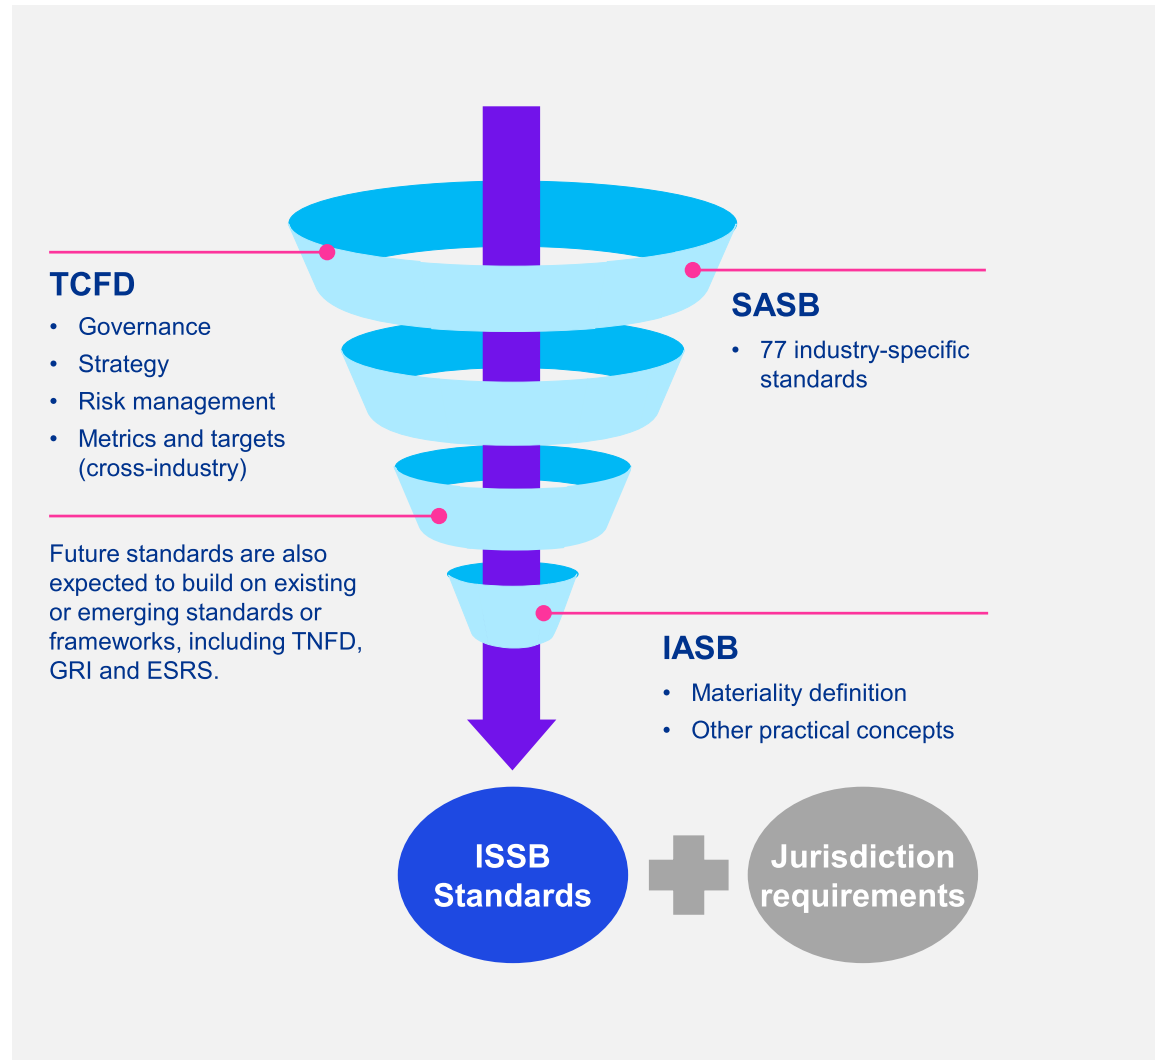 TCFD
• Governance
• Strategy
• Risk management
• Metrics and targets
(cross-industry)
SASB
• 77 industry-specific
standards
Future standards are also
expected to build on existing
or emerging standards or
frameworks, including TNFD,
GRI and ESRS.
IASB
• Materiality definition
• Other practical concepts
ISSB
Standards
Jurisdiction
requirements